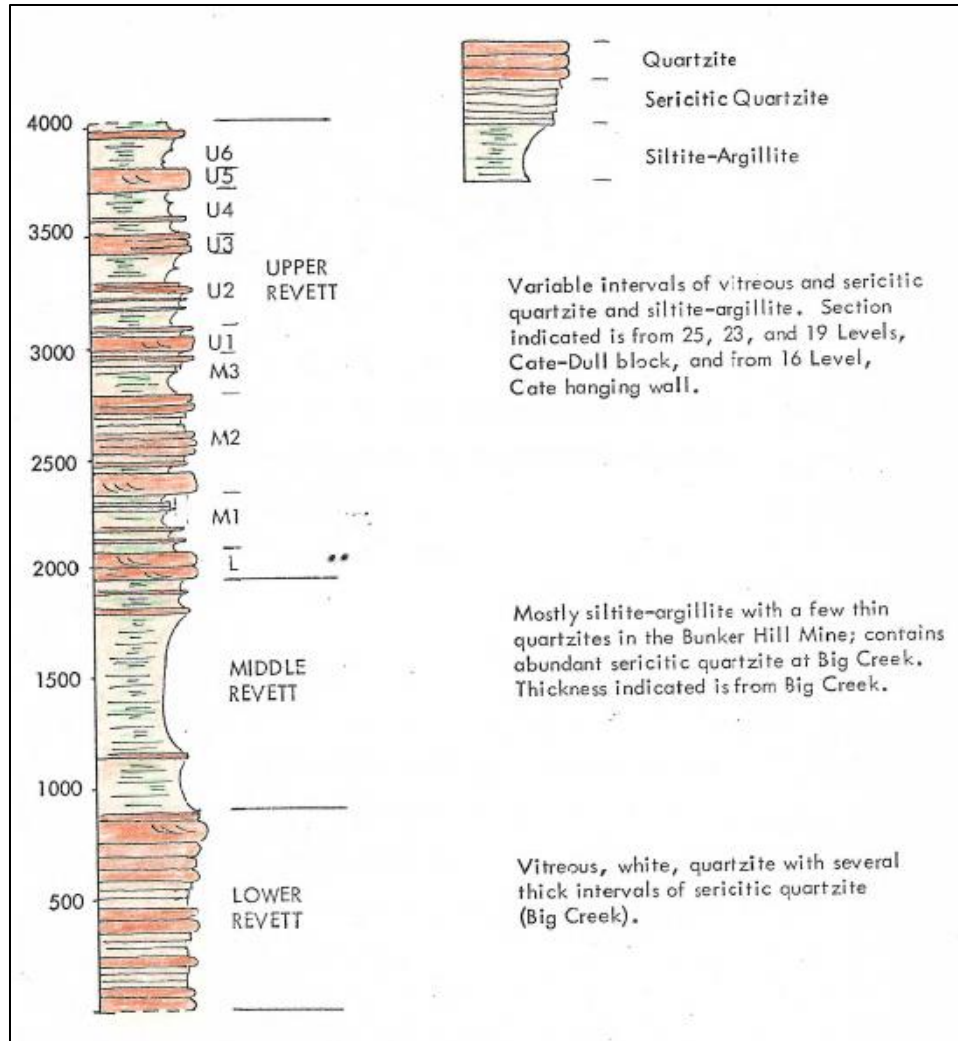 Quartzite
Sericitic Quartzite
Siltite-Argillite
4000
3500
3000
2500
2000
1500
1000
500
U6
U5
U4
U3
U2
U1
M3
M2
M1
L
UPPER
REVETT
MIDDLE
REVETT
LOWER
REVETT
Variable intervals of vitreous and sericitic
quartzite and siltite-argillite. Section
indicated is from 25, 23, and 19 Levels,
Cate-Dull block, and from 16 Level,
Cate hanging wall.
Mostly siltite-argillite with a few thin
quartzites in the Bunker Hill Mine; contains
abundant sericitic quartzite at Big Creek.
Thickness indicated is from Big Creek.
Vitreous, white, quartzite with several
thick intervals of sericitic quartzite
(Big Creek).